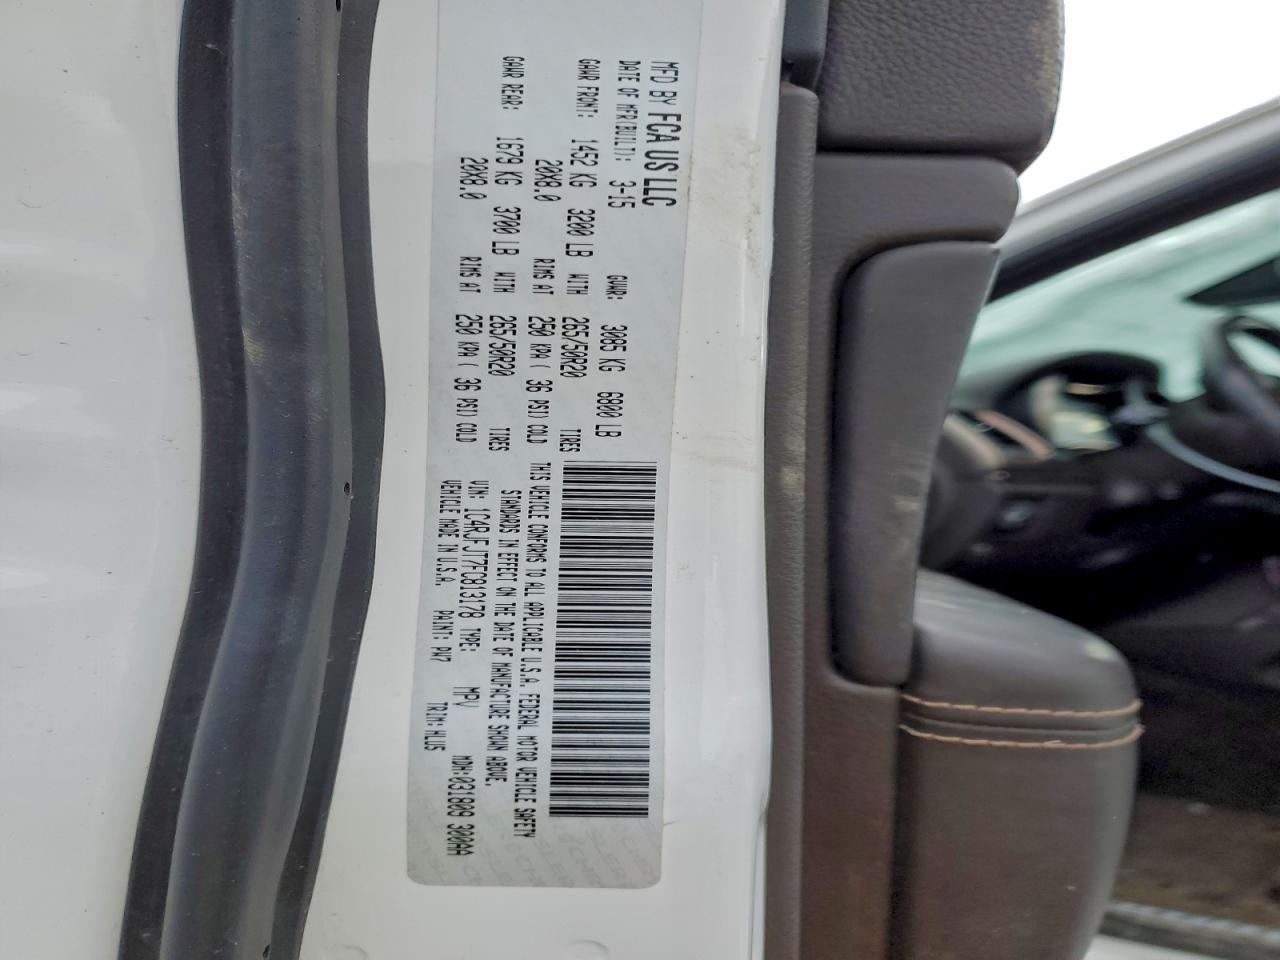 MFD BY FCA US LLC
DATE OF MFR(BUILT): 3-15 GVWR: 3085 KG 6800 LB
GAWR FRONT: 1452 KG 3200 LB WITH 265/50R20 TIRES
20X8.0 RIMS AT 250 KPA ( 36 PSI) COLD
GAWR REAR: 1679 KG 3700 LB WITH 265/50R20 TIRES
20X8.0 RIMS AT 250 KPA ( 36 PSI) COLD
THIS VEHICLE CONFORMS TO ALL APPLICABLE U.S.A. FEDERAL MOTOR VEHICLE SAFETY
STANDARDS IN EFFECT ON THE DATE OF MANUFACTURE SHOWN ABOVE.
VIN: 1C4RJFJT7FC813178 TYPE: MPV MDH:031809 300AA
VEHICLE MADE IN U.S.A. PAINT: PW7 TRIM:HLU5